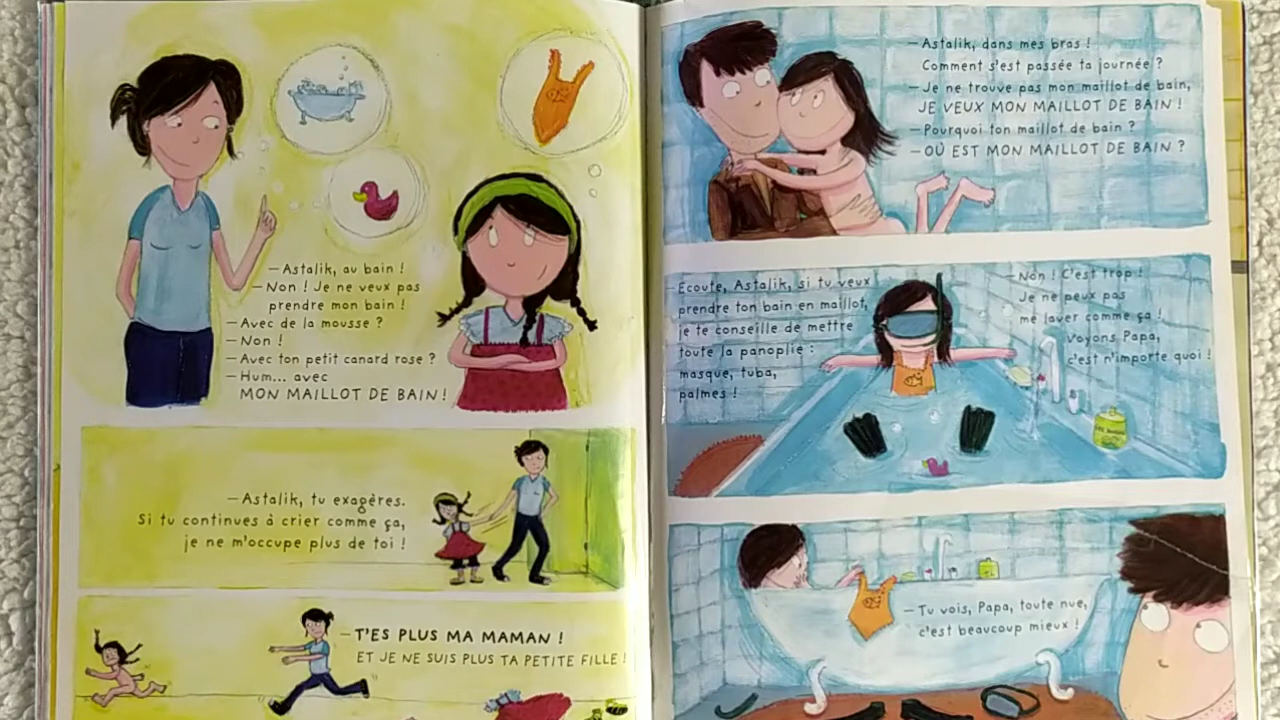 —Astalik, au bain !
—Non ! Je ne veux pas
prendre mon bain !
—Avec de la mousse ?
—Non !
—Avec ton petit canard rose ?
—Hum... avec
MON MAILLOT DE BAIN !
—Astalik, tu exagères.
Si tu continues à crier comme ça,
je ne m'occupe plus de toi !
—T'ES PLUS MA MAMAN !
ET JE NE SUIS PLUS TA PETITE FILLE !
—Astalik, dans mes bras !
Comment s'est passée ta journée ?
—Je ne trouve pas mon maillot de bain,
JE VEUX MON MAILLOT DE BAIN !
—Pourquoi ton maillot de bain ?
—OÙ EST MON MAILLOT DE BAIN ?
—Écoute, Astalik, si tu veux
prendre ton bain en maillot,
je te conseille de mettre
toute la panoplie :
masque, tuba,
palmes !
—Non ! C'est trop !
Je ne peux pas
me laver comme ça !
Voyons Papa,
c'est n'importe quoi !
—Tu vois, Papa, toute nue,
c'est beaucoup mieux !